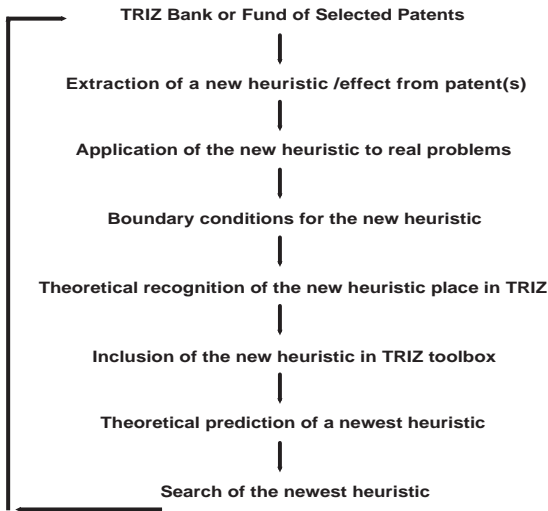 TRIZ Bank or Fund of Selected Patents
Extraction of a new heuristic /effect from patent(s)
Application of the new heuristic to real problems
Boundary conditions for the new heuristic
Theoretical recognition of the new heuristic place in TRIZ
Inclusion of the new heuristic in TRIZ toolbox
Theoretical prediction of a newest heuristic
Search of the newest heuristic